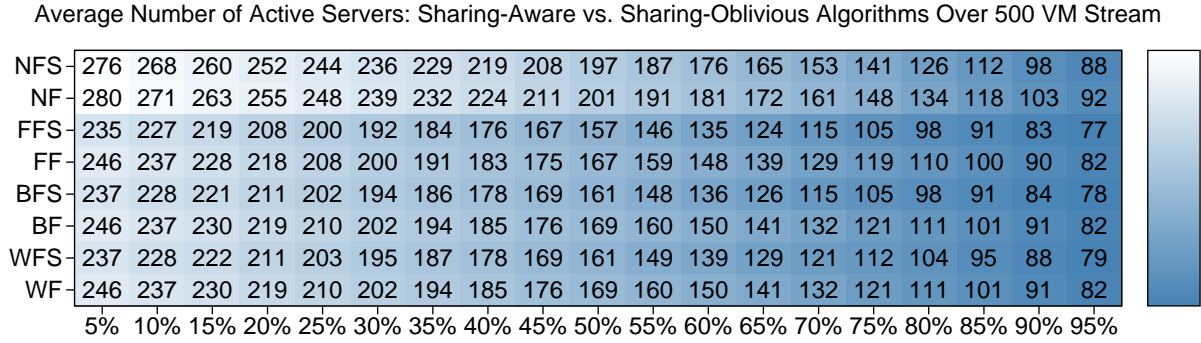 Average Number of Active Servers: Sharing-Aware vs. Sharing-Oblivious Algorithms Over 500 VM Stream
NFS 276 268 260 252 244 236 229 219 208 197 187 176 165 153 141 126 112 98 88
NF 280 271 263 255 248 239 232 224 211 201 191 181 172 161 148 134 118 103 92
FFS 235 227 219 208 200 192 184 176 167 157 146 135 124 115 105 98 91 83 77
FF 246 237 228 218 208 200 191 183 175 167 159 148 139 129 119 110 100 90 82
BFS 237 228 221 211 202 194 186 178 169 161 148 136 126 115 105 98 91 84 78
BF 246 237 230 219 210 202 194 185 176 169 160 150 141 132 121 111 101 91 82
WFS 237 228 222 211 203 195 187 178 169 161 149 139 129 121 112 104 95 88 79
WF 246 237 230 219 210 202 194 185 176 169 160 150 141 132 121 111 101 91 82
5% 10% 15% 20% 25% 30% 35% 40% 45% 50% 55% 60% 65% 70% 75% 80% 85% 90% 95%